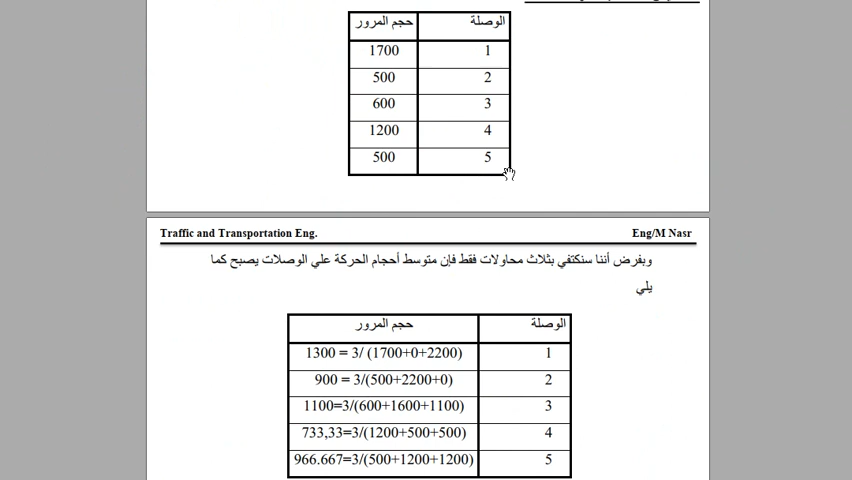 الوصلة حجم المرور
1 1700
2 500
3 600
4 1200
5 500
Traffic and Transportation Eng. Eng/M Nasr
وبفرض أننا سنكتفي بثلاث محاولات فقط فإن متوسط أحجام الحركة علي الوصلات يصبح كما
يلي
الوصلة حجم المرور
1 1300 = 3/ (1700+0+2200)
2 900 = 3/(500+2200+0)
3 1100=3/(600+1600+1100)
4 733,33=3/(1200+500+500)
5 966.667=3/(500+1200+1200)